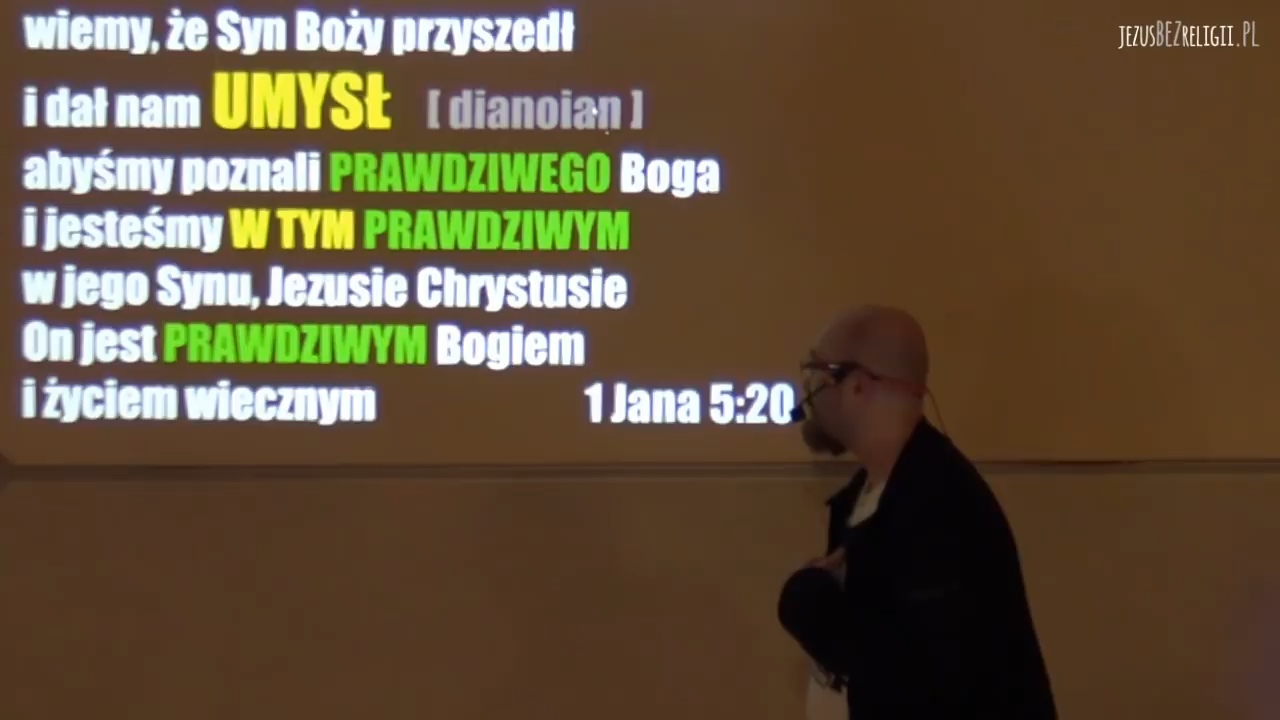 wiemy, że Syn Boży przyszedł
i dał nam UMYSŁ [ dianoian ]
abyśmy poznali PRAWDZIWEGO Boga
i jesteśmy W TYM PRAWDZIWYM
w jego Synu, Jezusie Chrystusie
On jest PRAWDZIWYM Bogiem
i życiem wiecznym 1 Jana 5:20
JEZUSBEZRELIGII.PL